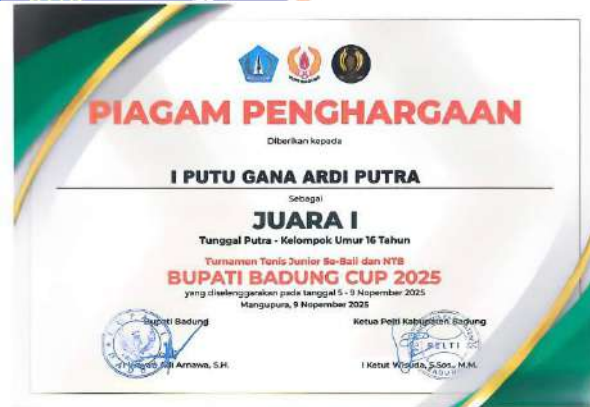 PIAGAM PENGHARGAAN
Diberikan kepada
I PUTU GANA ARDI PUTRA
Sebagai
JUARA I
Tunggal Putra - Kelompok Umur 16 Tahun
Turnamen Tenis Junior Se-Bali dan NTB
BUPATI BADUNG CUP 2025
yang diselenggarakan pada tanggal 5 - 9 Nopember 2025
Mangupura, 9 Nopember 2025
Bupati Badung
Ketua Pelti Kabupaten Badung
PELTI
Arnawa, S.H.
I Ketut Wisuda, S.Sos., M.M.